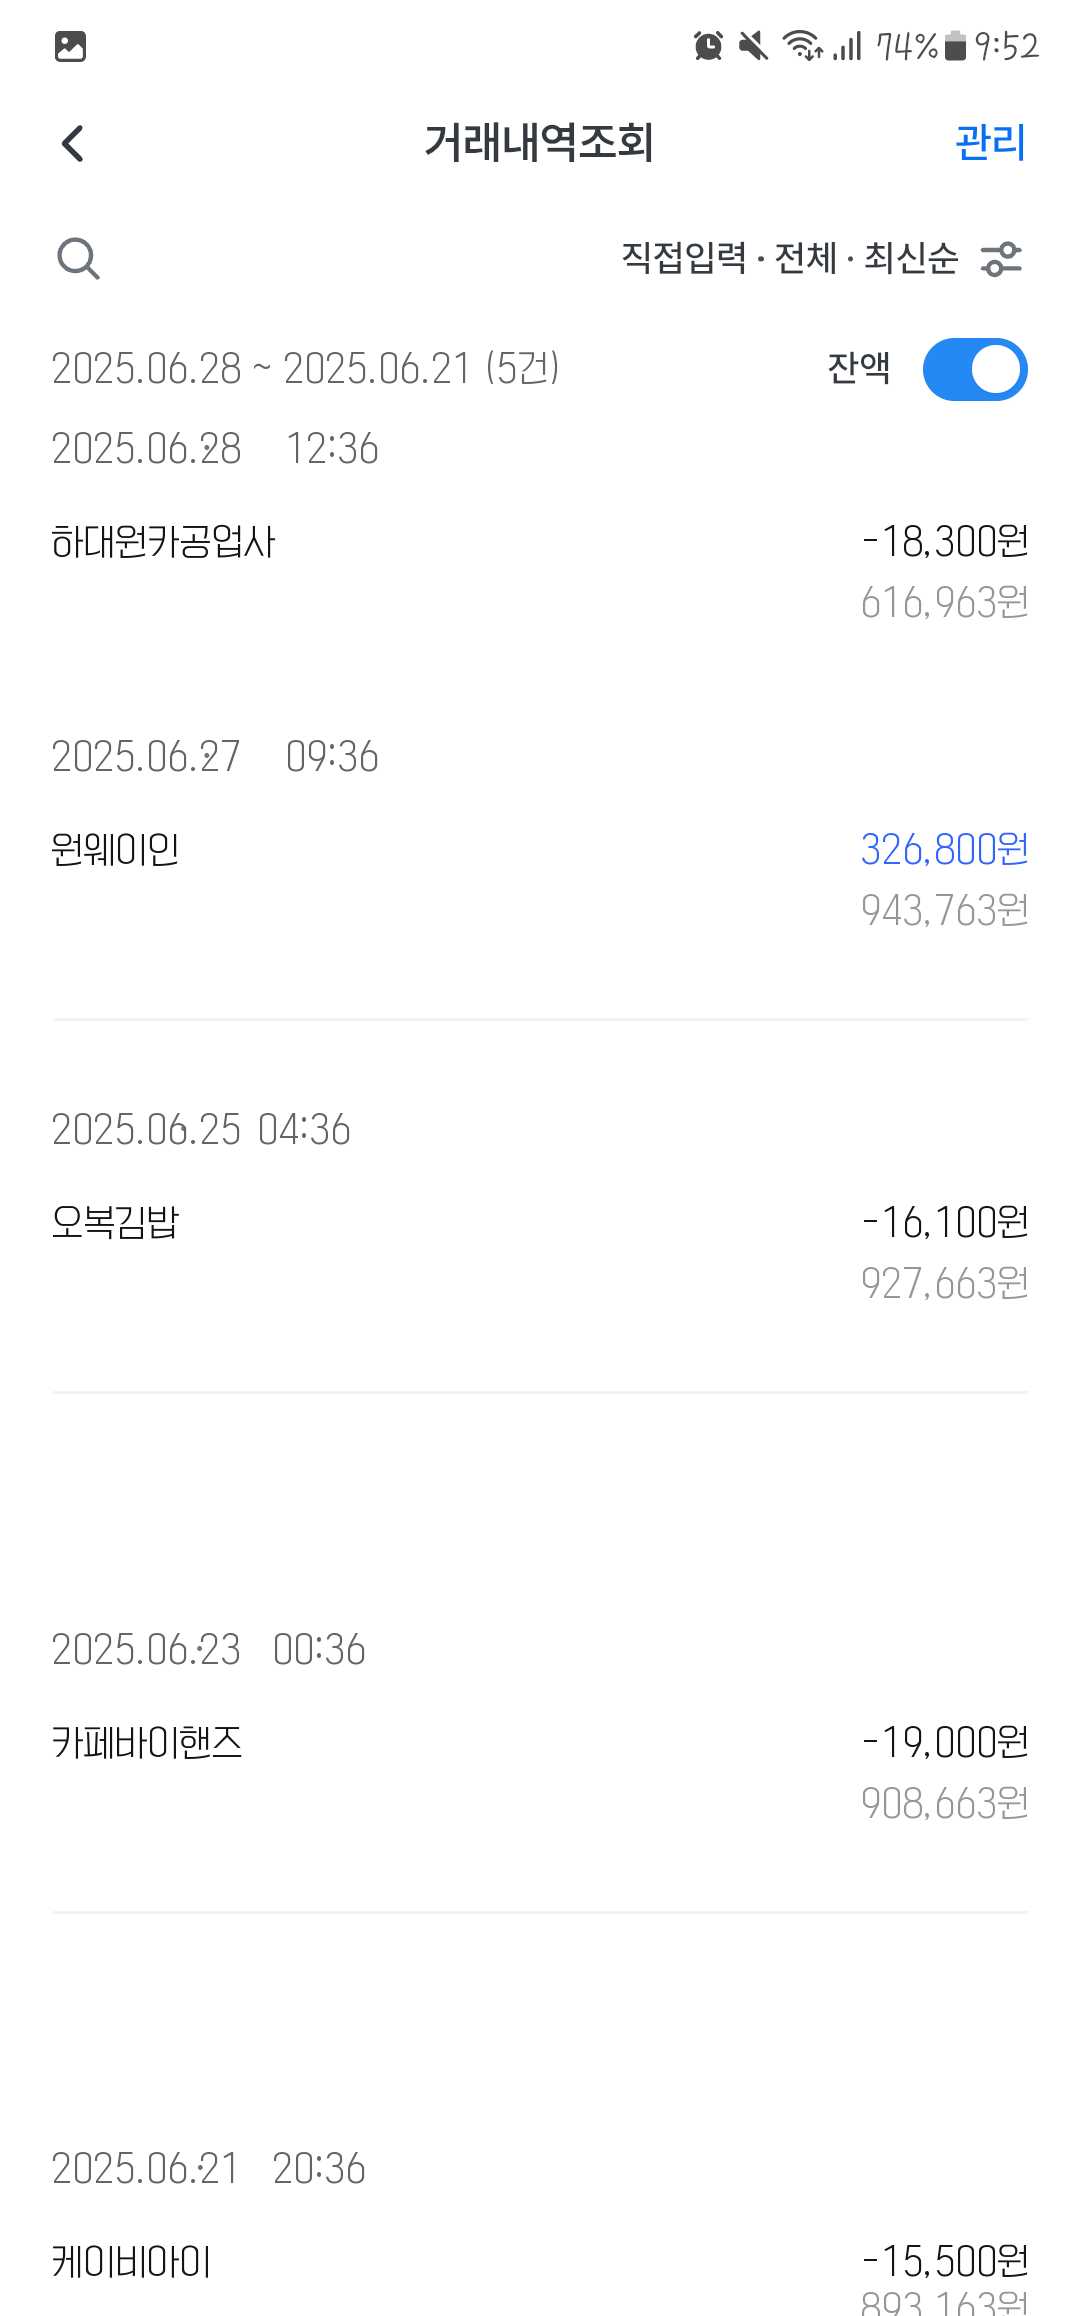 74% 9:52
거래내역조회 관리
직접입력 · 전체 · 최신순
2025.06.28 ~ 2025.06.21 (5건) 잔액
2025.06.28 12:36
하대원카공업사 -18,300원
616,963원
2025.06.27 09:36
원웨이인 326,800원
943,763원
2025.06.25 04:36
오복김밥 -16,100원
927,663원
2025.06.23 00:36
카페바이핸즈 -19,000원
908,663원
2025.06.21 20:36
케이비아이 -15,500원
893,163원